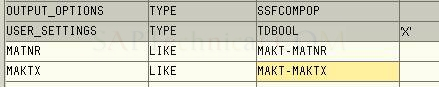 OUTPUT_OPTIONS TYPE SSFCOMPOP
USER_SETTINGS TYPE TDBOOL 'X'
MATNR LIKE MAKT-MATNR
MAKTX LIKE MAKT-MAKTX